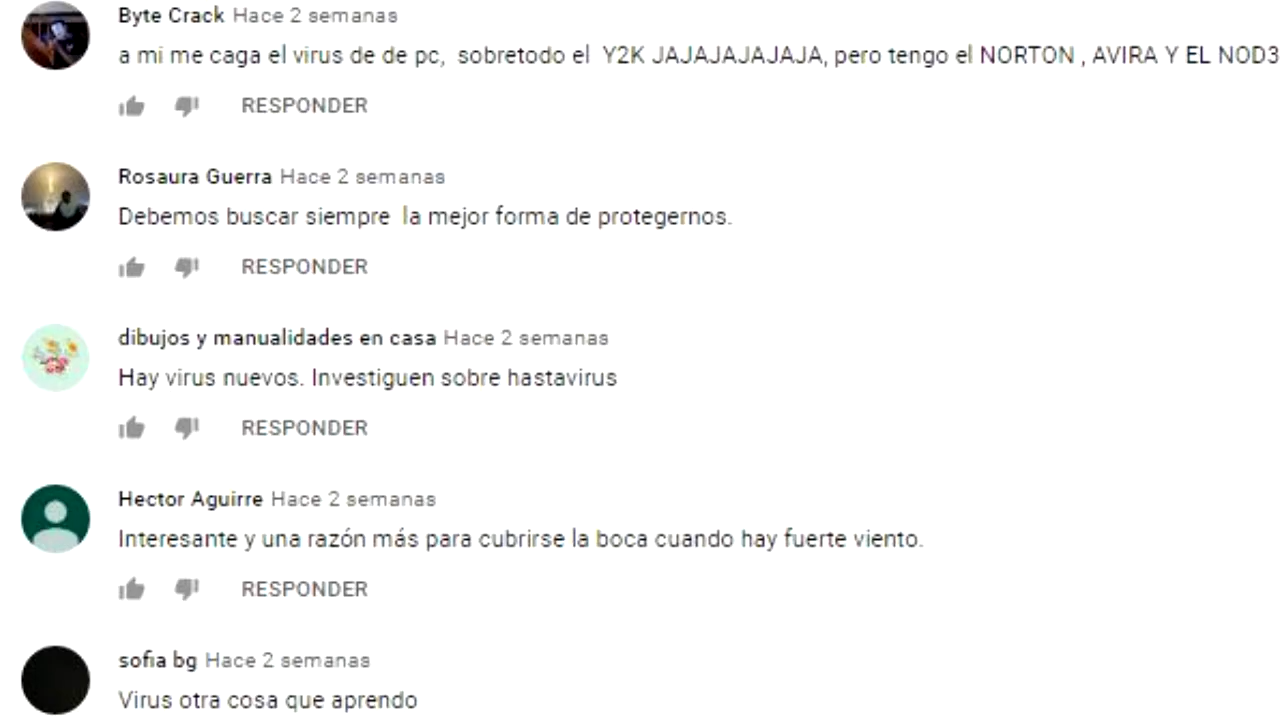 Byte Crack Hace 2 semanas
a mi me caga el virus de de pc, sobretodo el Y2K JAJAJAJAJAJA, pero tengo el NORTON , AVIRA Y EL NOD3
RESPONDER
Rosaura Guerra Hace 2 semanas
Debemos buscar siempre la mejor forma de protegernos.
RESPONDER
dibujos y manualidades en casa Hace 2 semanas
Hay virus nuevos. Investiguen sobre hastavirus
RESPONDER
Hector Aguirre Hace 2 semanas
Interesante y una razón más para cubrirse la boca cuando hay fuerte viento.
RESPONDER
sofia bg Hace 2 semanas
Virus otra cosa que aprendo